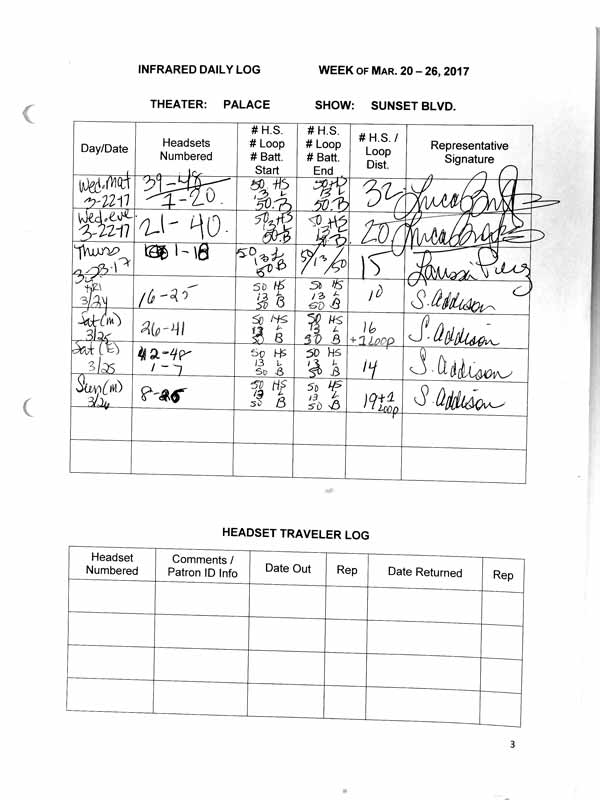 INFRARED DAILY LOG WEEK OF MAR. 20 – 26, 2017
THEATER: PALACE SHOW: SUNSET BLVD.
Day/Date Headsets Numbered # H.S. # Loop # Batt. Start # H.S. # Loop # Batt. End # H.S. / Loop Dist. Representative Signature
Wed. Mat 3-22-17 39-48 7-20 50 HS 13 L 50 B 50 HS 13 L 50 B 32
Wed. eve 3-22-17 21-40 50 HS 13 L 50 B 50 HS 13 L 50 B 20
Thurs 3-23-17 1-18 50 13 L 50 B 50/13/50 15
FRI 3/24 16-25 50 HS 13 L 50 B 50 HS 13 L 50 B 10 S. Addison
Sat (m) 3/25 26-41 50 HS 13 L 50 B 50 HS 13 L 50 B 16 +1 Loop S. Addison
Sat (E) 3/25 42-48 1-7 50 HS 13 L 50 B 50 HS 13 L 50 B 14 S. Addison
Sun (m) 3/26 8-26 50 HS 13 L 50 B 50 HS 13 L 50 B 19+1 Loop S. Addison
HEADSET TRAVELER LOG
Headset Numbered Comments / Patron ID Info Date Out Rep Date Returned Rep
3